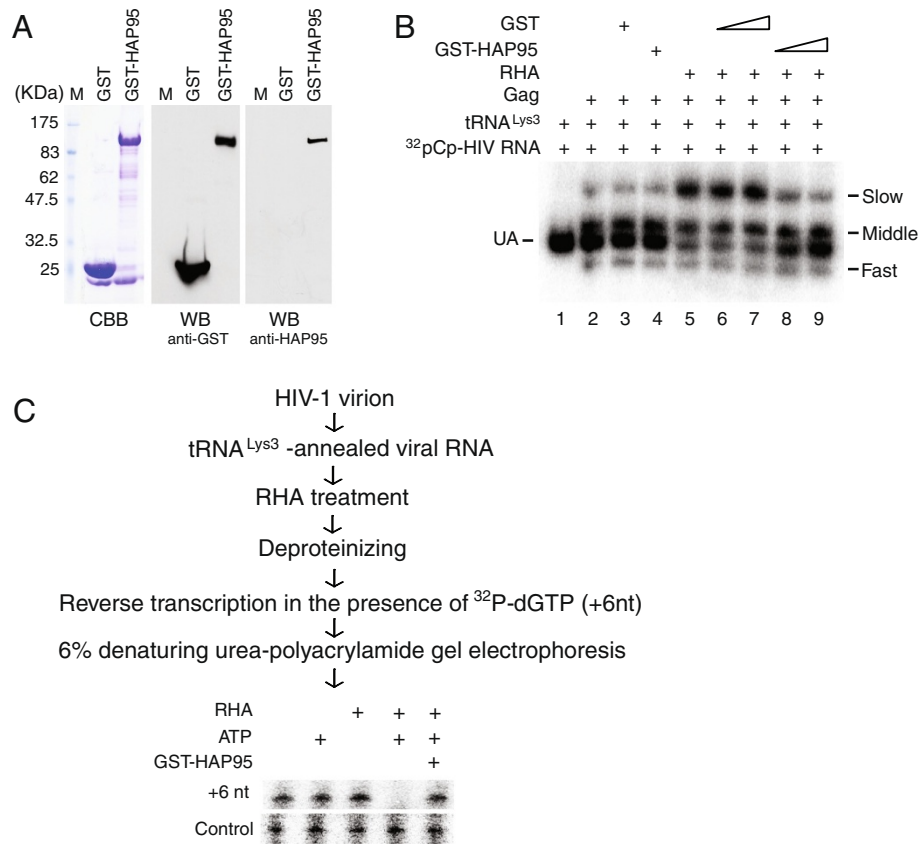 A
(KDa) M GST GST-HAP95
M GST GST-HAP95
M GST GST-HAP95
175
83
62
47.5
32.5
25
CBB
WB
anti-GST
WB
anti-HAP95
B
GST +
GST-HAP95 +
RHA + + + + +
Gag + + + + + + + +
tRNA^Lys3 + + + + + + + + +
³²pCp-HIV RNA + + + + + + + + +
UA –
– Slow
– Middle
– Fast
1 2 3 4 5 6 7 8 9
C
HIV-1 virion
↓
tRNA^Lys3 -annealed viral RNA
↓
RHA treatment
↓
Deproteinizing
↓
Reverse transcription in the presence of ³²P-dGTP (+6nt)
↓
6% denaturing urea-polyacrylamide gel electrophoresis
↓
RHA + + +
ATP + + +
GST-HAP95 +
+6 nt
Control